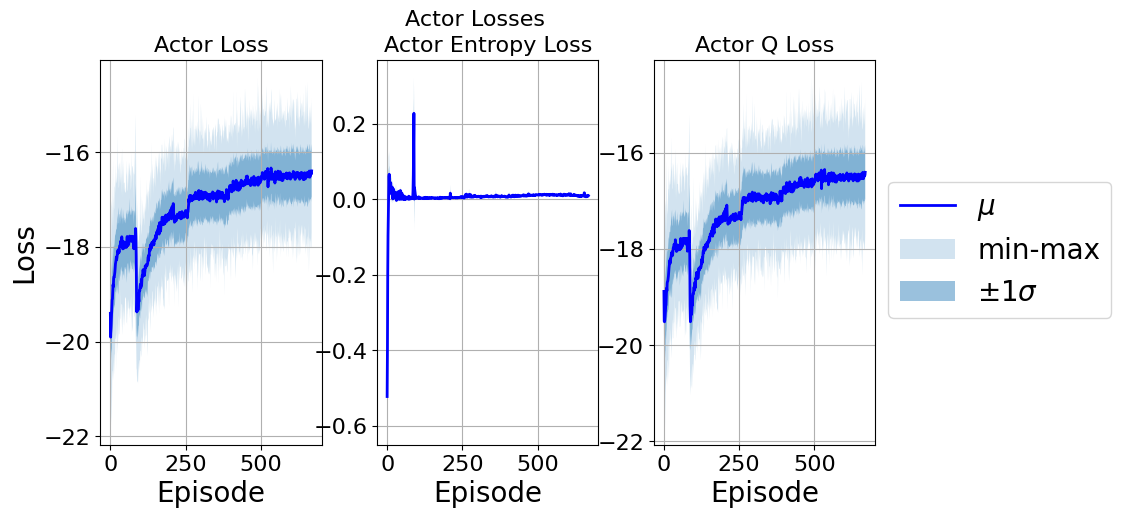 Actor Losses
Actor Loss
Actor Entropy Loss
Actor Q Loss
Loss
−16
−18
−20
−22
0 250 500
Episode
0.2
0.0
−0.2
−0.4
−0.6
0 250 500
Episode
−16
−18
−20
−22
0 250 500
Episode
μ
min-max
±1σ